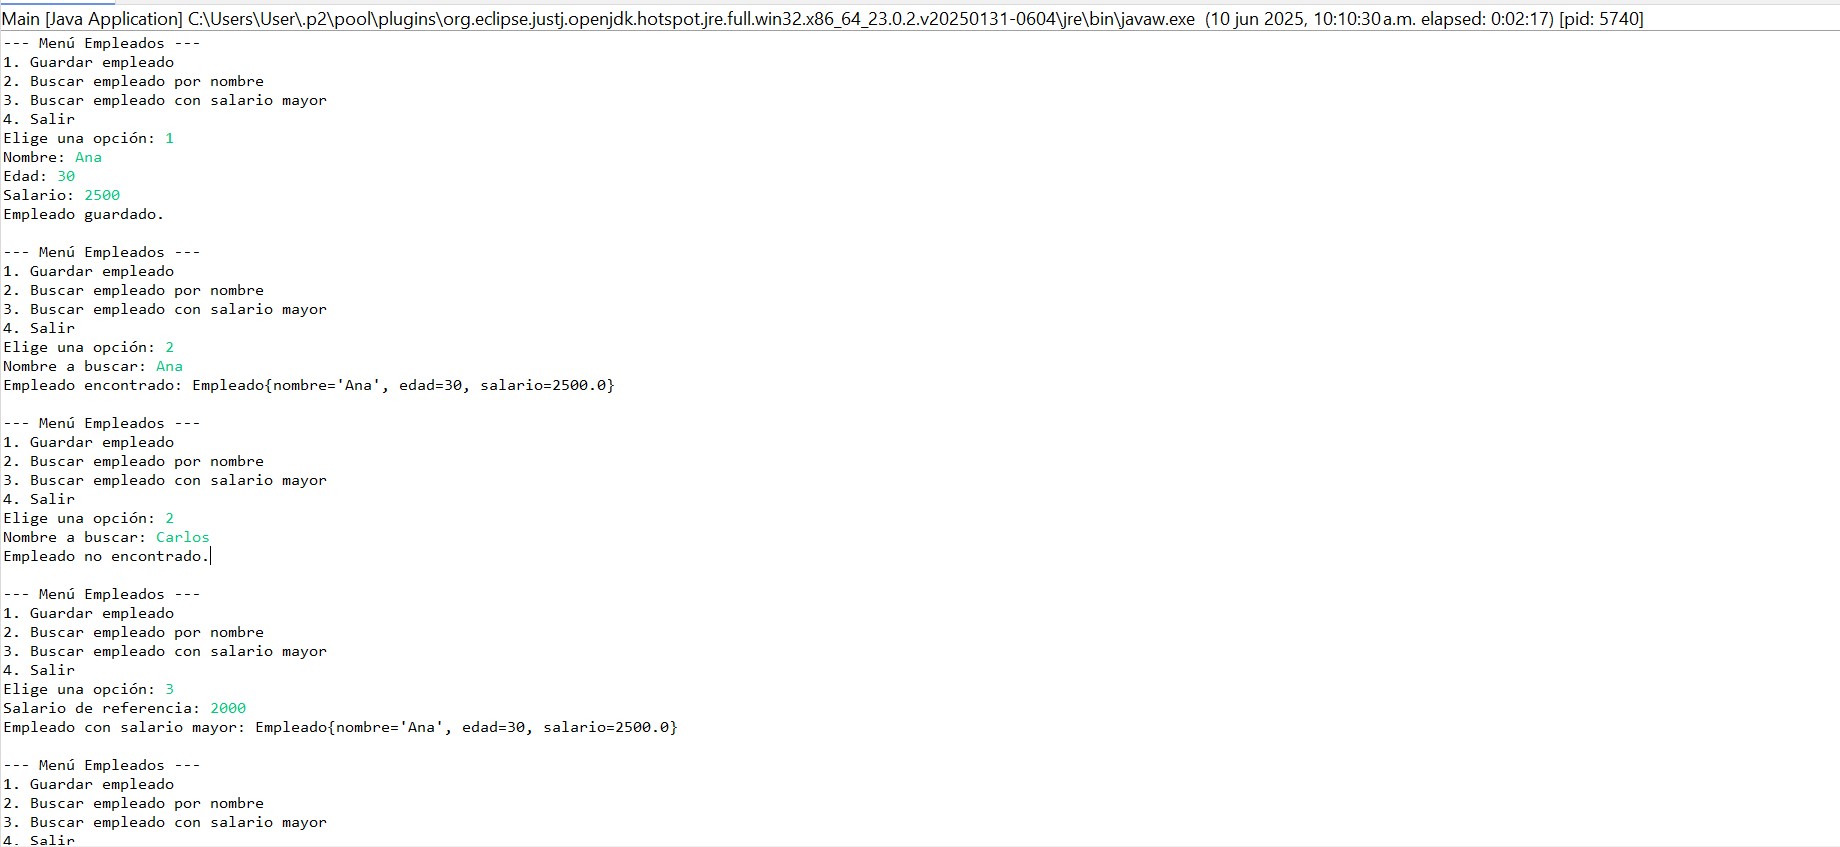 Main [Java Application] C:\Users\User\.p2\pool\plugins\org.eclipse.justj.openjdk.hotspot.jre.full.win32.x86_64_23.0.2.v20250131-0604\jre\bin\javaw.exe (10 jun 2025, 10:10:30 a.m. elapsed: 0:02:17) [pid: 5740]
--- Menú Empleados ---
1. Guardar empleado
2. Buscar empleado por nombre
3. Buscar empleado con salario mayor
4. Salir
Elige una opción: 1
Nombre: Ana
Edad: 30
Salario: 2500
Empleado guardado.

--- Menú Empleados ---
1. Guardar empleado
2. Buscar empleado por nombre
3. Buscar empleado con salario mayor
4. Salir
Elige una opción: 2
Nombre a buscar: Ana
Empleado encontrado: Empleado{nombre='Ana', edad=30, salario=2500.0}

--- Menú Empleados ---
1. Guardar empleado
2. Buscar empleado por nombre
3. Buscar empleado con salario mayor
4. Salir
Elige una opción: 2
Nombre a buscar: Carlos
Empleado no encontrado.

--- Menú Empleados ---
1. Guardar empleado
2. Buscar empleado por nombre
3. Buscar empleado con salario mayor
4. Salir
Elige una opción: 3
Salario de referencia: 2000
Empleado con salario mayor: Empleado{nombre='Ana', edad=30, salario=2500.0}

--- Menú Empleados ---
1. Guardar empleado
2. Buscar empleado por nombre
3. Buscar empleado con salario mayor
4. Salir